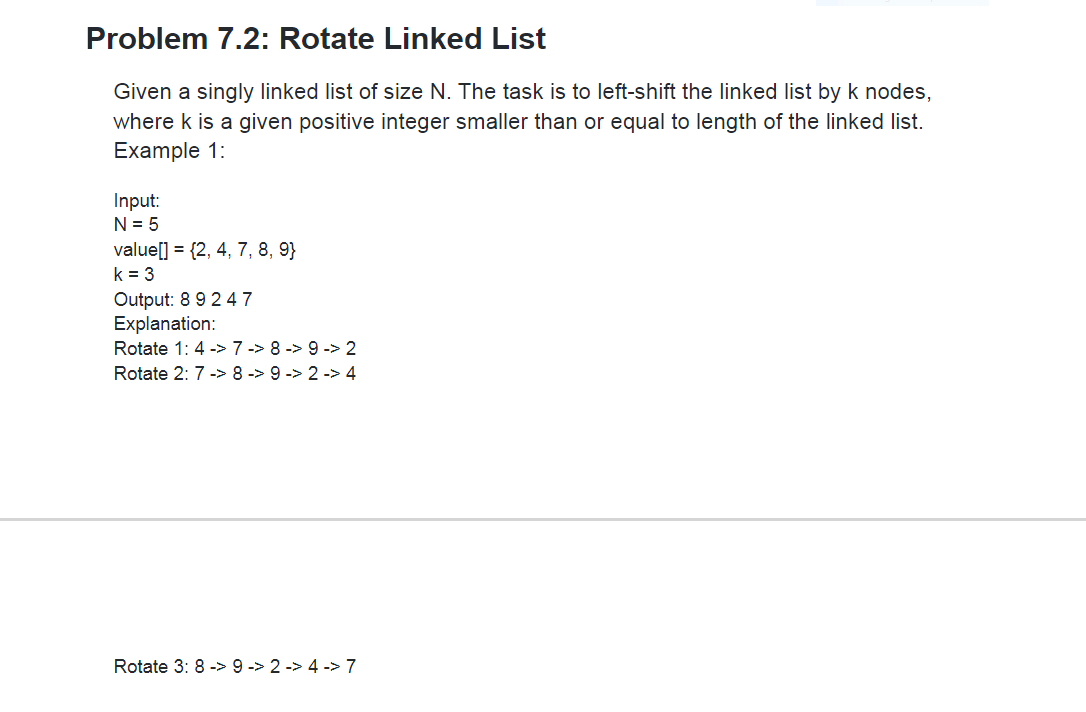 Problem 7.2: Rotate Linked List
Given a singly linked list of size N. The task is to left-shift the linked list by k nodes,
where k is a given positive integer smaller than or equal to length of the linked list.
Example 1:
Input:
N = 5
value[] = {2, 4, 7, 8, 9}
k = 3
Output: 8 9 2 4 7
Explanation:
Rotate 1: 4 -> 7 -> 8 -> 9 -> 2
Rotate 2: 7 -> 8 -> 9 -> 2 -> 4
Rotate 3: 8 -> 9 -> 2 -> 4 -> 7